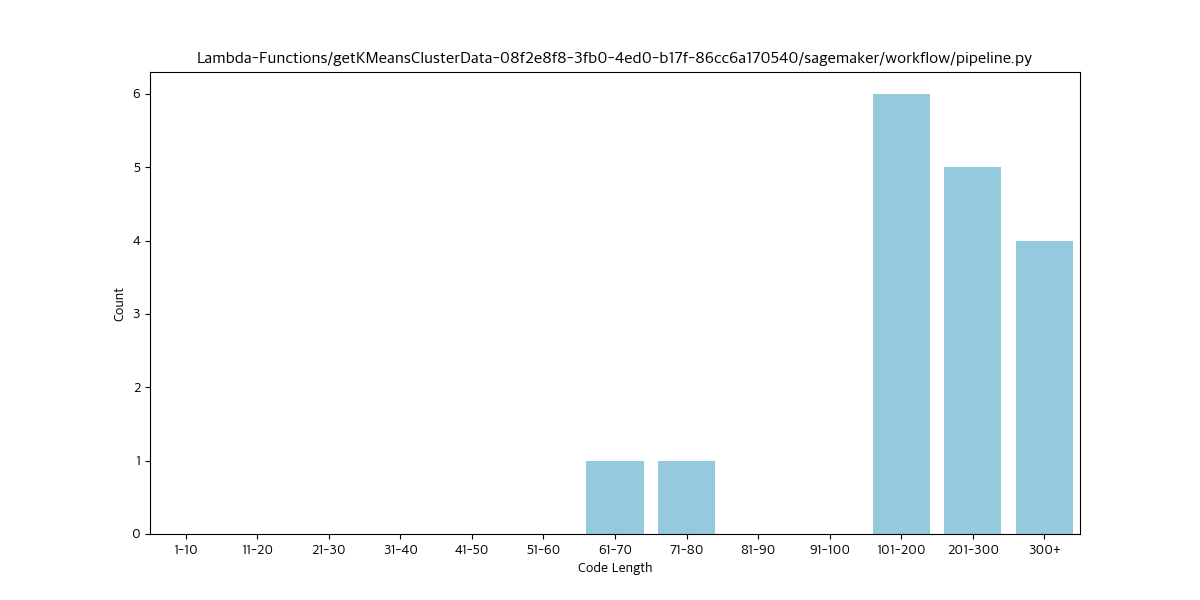 Lambda-Functions/getKMeansClusterData-08f2e8f8-3fb0-4ed0-b17f-86cc6a170540/sagemaker/workflow/pipeline.py
6
5
4
3
2
1
0
Count
1-10 11-20 21-30 31-40 41-50 51-60 61-70 71-80 81-90 91-100 101-200 201-300 300+
Code Length